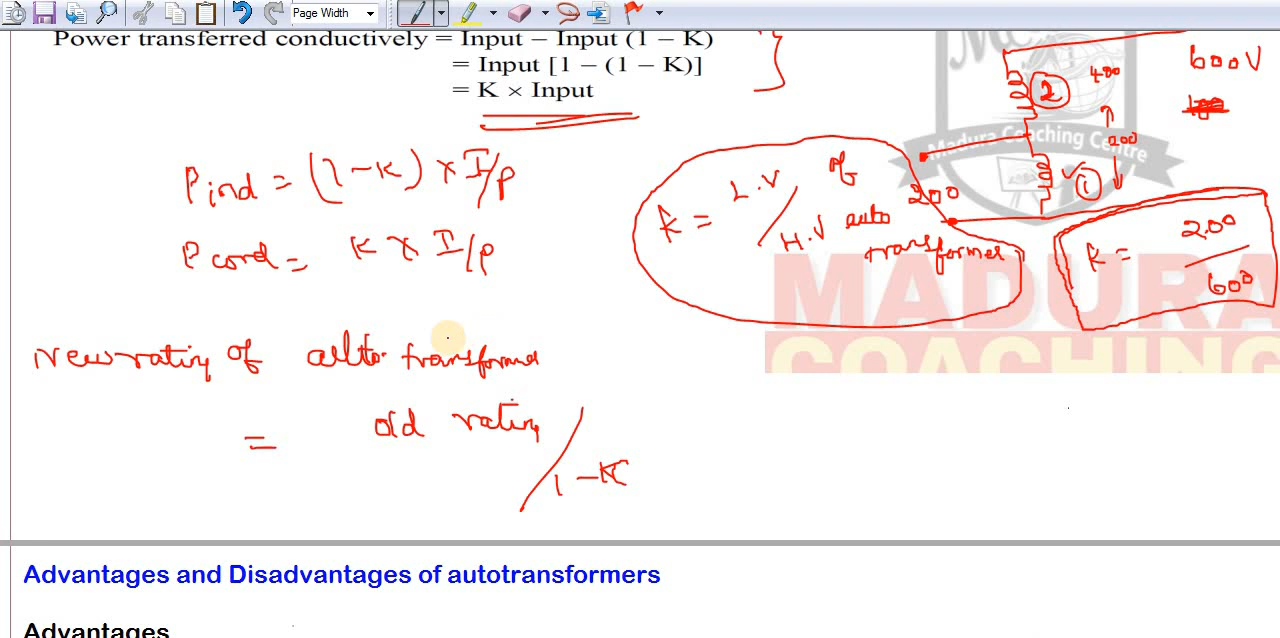 Page Width
Power transferred conductively = Input − Input (1 − K)
= Input [1 − (1 − K)]
= K × Input
600V
400
2
200
1
200
Madura Coaching Centre
P ind = (1-K) × I/P
P cond = K × I/P
K = L.V / H.V of auto transformer
K = 200 / 600
MADURA
COACHING
New rating of auto transformer
= old rating / 1-K
Advantages and Disadvantages of autotransformers
Advantages